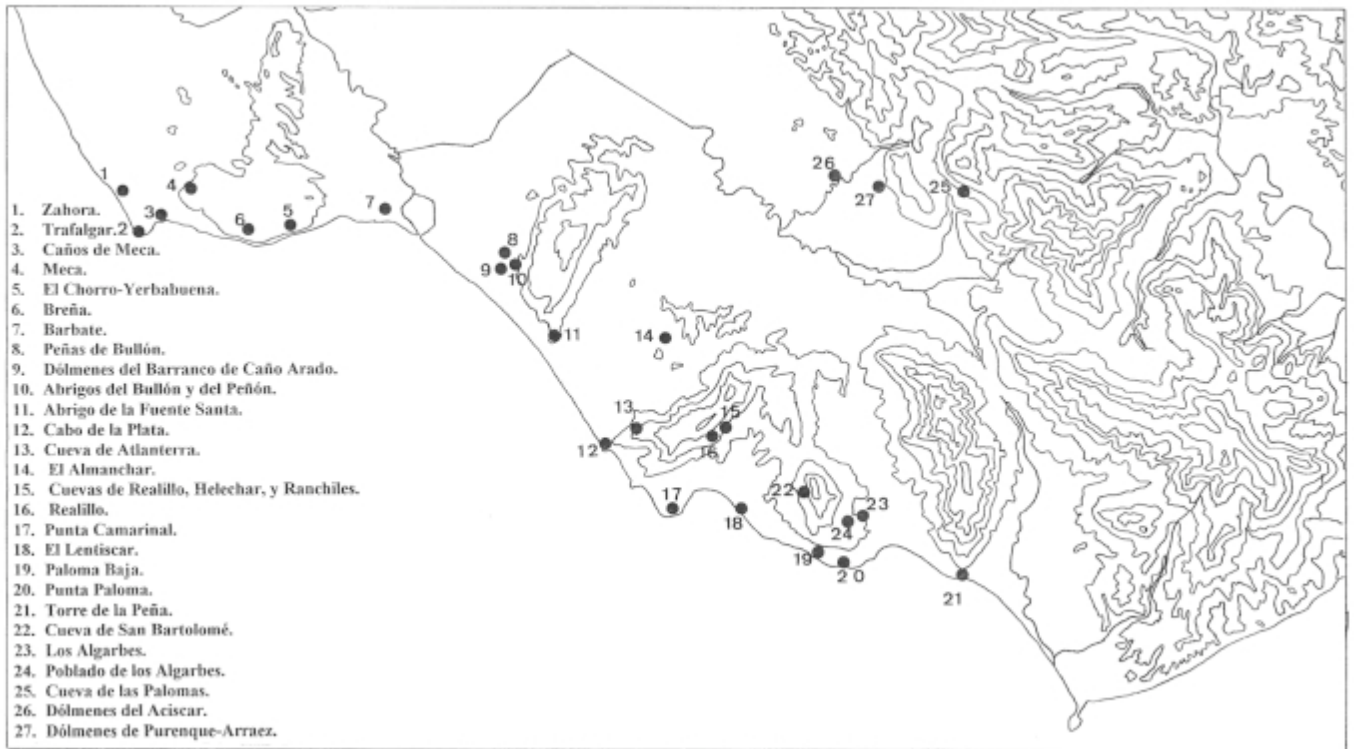 1. Zahora.
2. Trafalgar.
3. Caños de Meca.
4. Meca.
5. El Chorro-Yerbabuena.
6. Breña.
7. Barbate.
8. Peñas de Bullón.
9. Dólmenes del Barranco de Caño Arado.
10. Abrigos del Bullón y del Peñón.
11. Abrigo de la Fuente Santa.
12. Cabo de la Plata.
13. Cueva de Atlanterra.
14. El Almanchar.
15. Cuevas de Realillo, Helechar, y Ranchiles.
16. Realillo.
17. Punta Camarinal.
18. El Lentiscar.
19. Paloma Baja.
20. Punta Paloma.
21. Torre de la Peña.
22. Cueva de San Bartolomé.
23. Los Algarbes.
24. Poblado de los Algarbes.
25. Cueva de las Palomas.
26. Dólmenes del Aciscar.
27. Dólmenes de Purenque-Arraez.
1
2
3
4
5
6
7
8
9
10
11
12
13
14
15
16
17
18
19
2 0
21
22
23
24
25
26
27